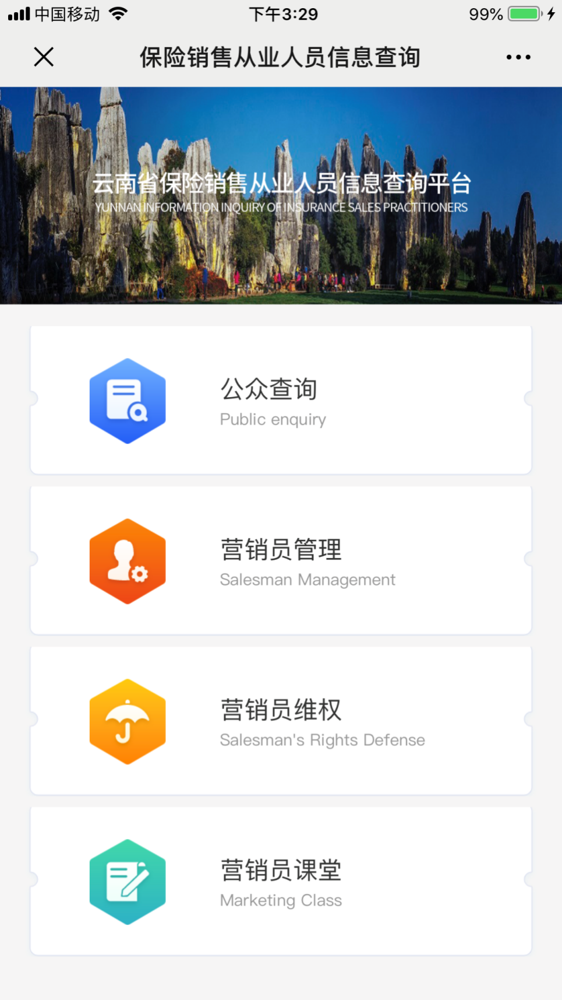 中国移动 下午3:29 99%
保险销售从业人员信息查询
云南省保险销售从业人员信息查询平台
YUNNAN INFORMATION INQUIRY OF INSURANCE SALES PRACTITIONERS
公众查询
Public enquiry
营销员管理
Salesman Management
营销员维权
Salesman's Rights Defense
营销员课堂
Marketing Class